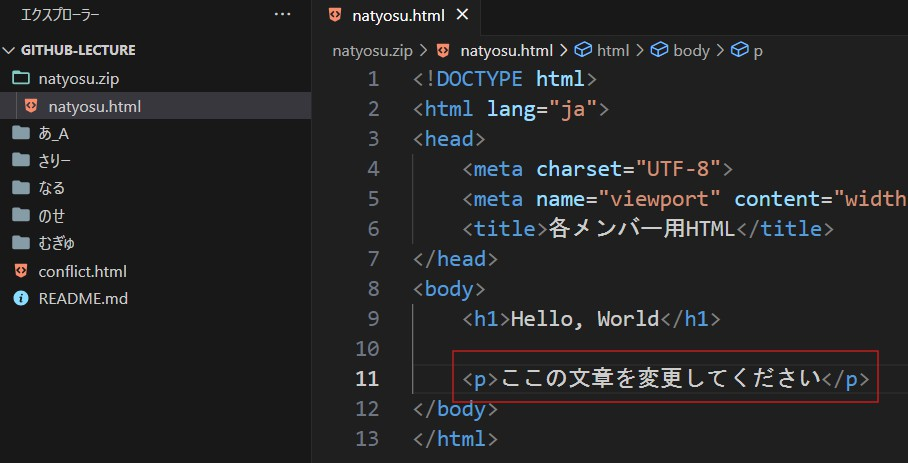 エクスプローラー ···
GITHUB-LECTURE
natyosu.zip
natyosu.html
あ_A
さりー
なる
のせ
むぎゅ
conflict.html
README.md
natyosu.html ×
natyosu.zip > natyosu.html > html > body > p
1 <!DOCTYPE html>
2 <html lang="ja">
3 <head>
4 <meta charset="UTF-8">
5 <meta name="viewport" content="width
6 <title>各メンバー用HTML</title>
7 </head>
8 <body>
9 <h1>Hello, World</h1>
10
11 <p>ここの文章を変更してください</p>
12 </body>
13 </html>